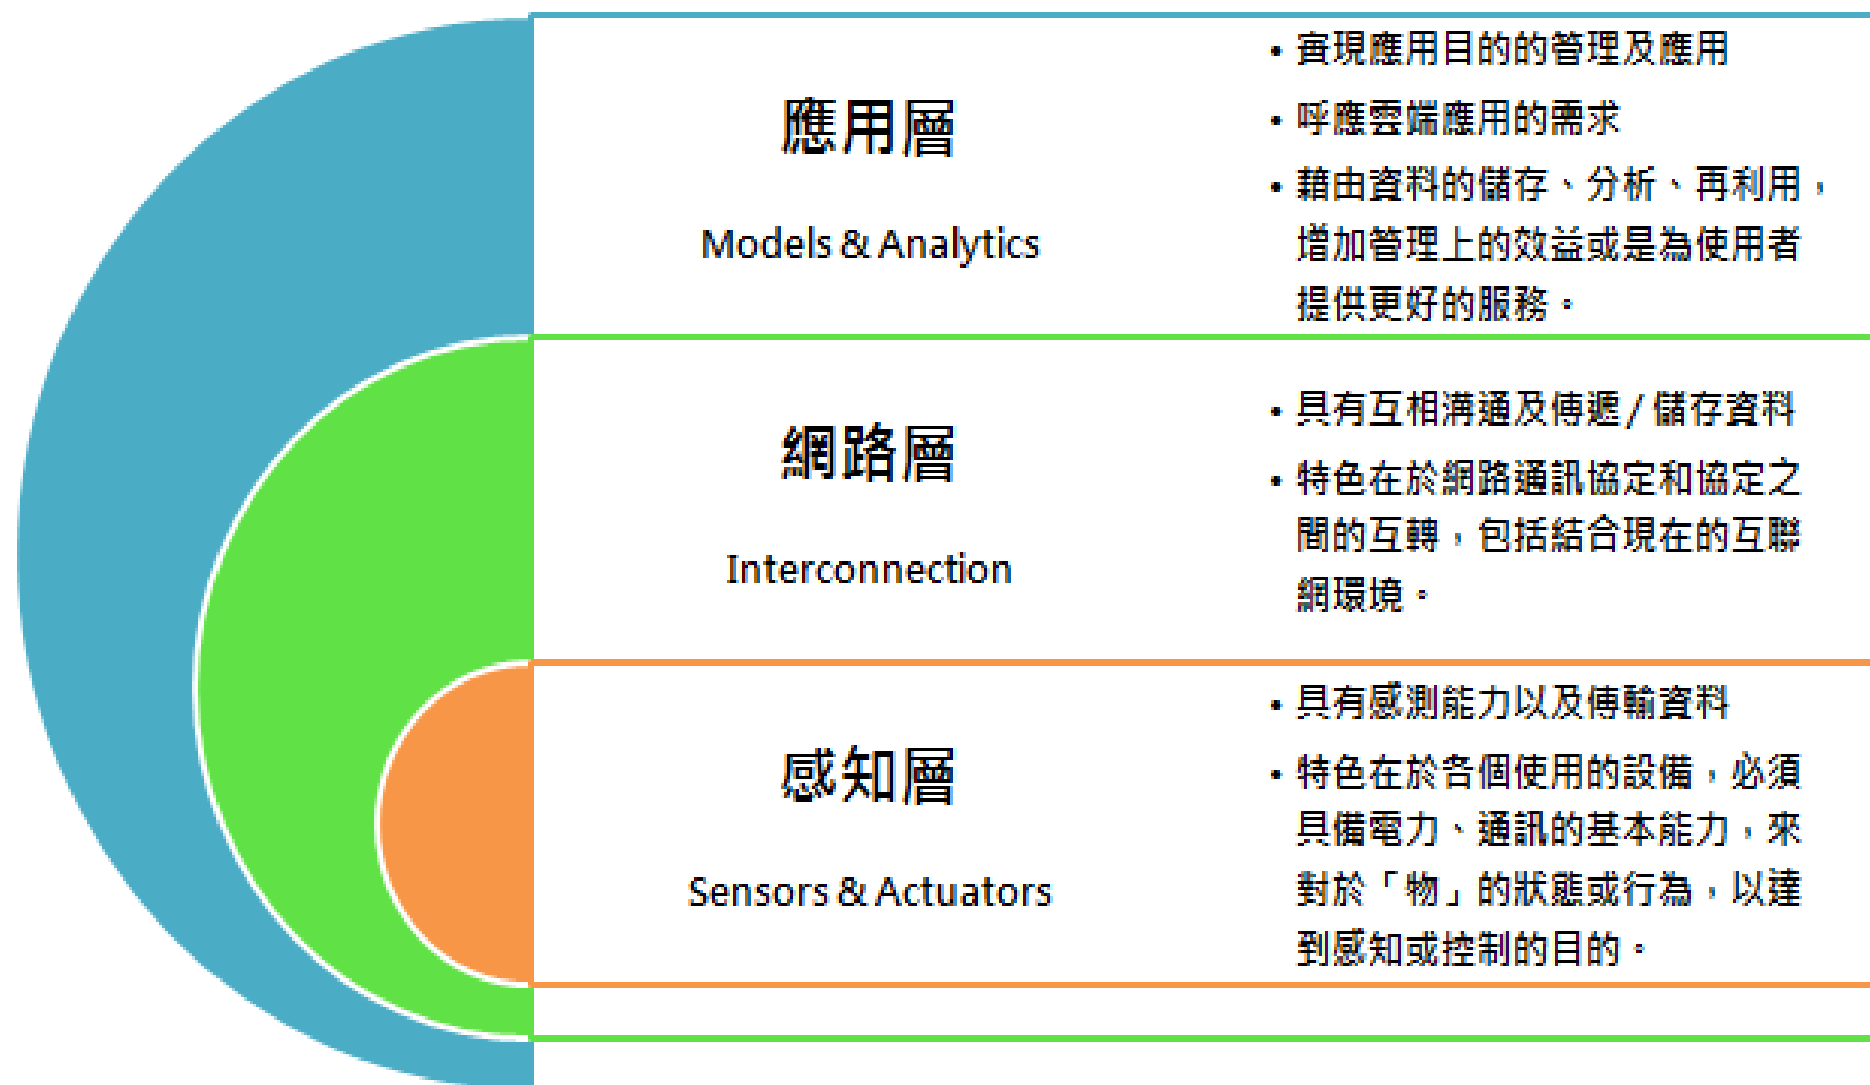 應用層
Models & Analytics
• 實現應用目的的管理及應用
• 呼應雲端應用的需求
• 藉由資料的儲存、分析、再利用，
增加管理上的效益或是為使用者
提供更好的服務。
網路層
Interconnection
• 具有互相溝通及傳遞 / 儲存資料
• 特色在於網路通訊協定和協定之
間的互轉，包括結合現在的互聯
網環境。
感知層
Sensors & Actuators
• 具有感測能力以及傳輸資料
• 特色在於各個使用的設備，必須
具備電力、通訊的基本能力，來
對於「物」的狀態或行為，以達
到感知或控制的目的。